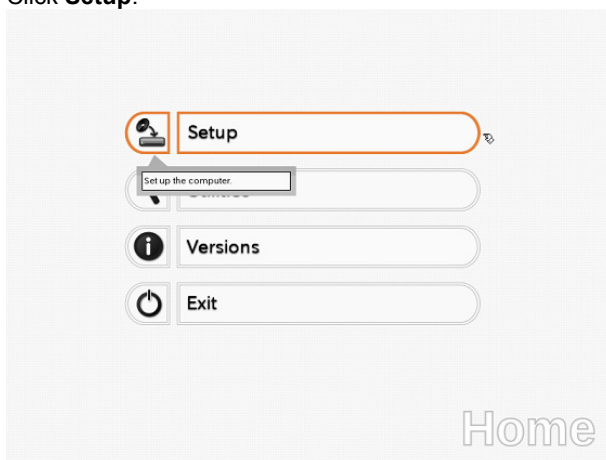 Click Setup.
Setup
Set up the computer.
Versions
Exit
Home